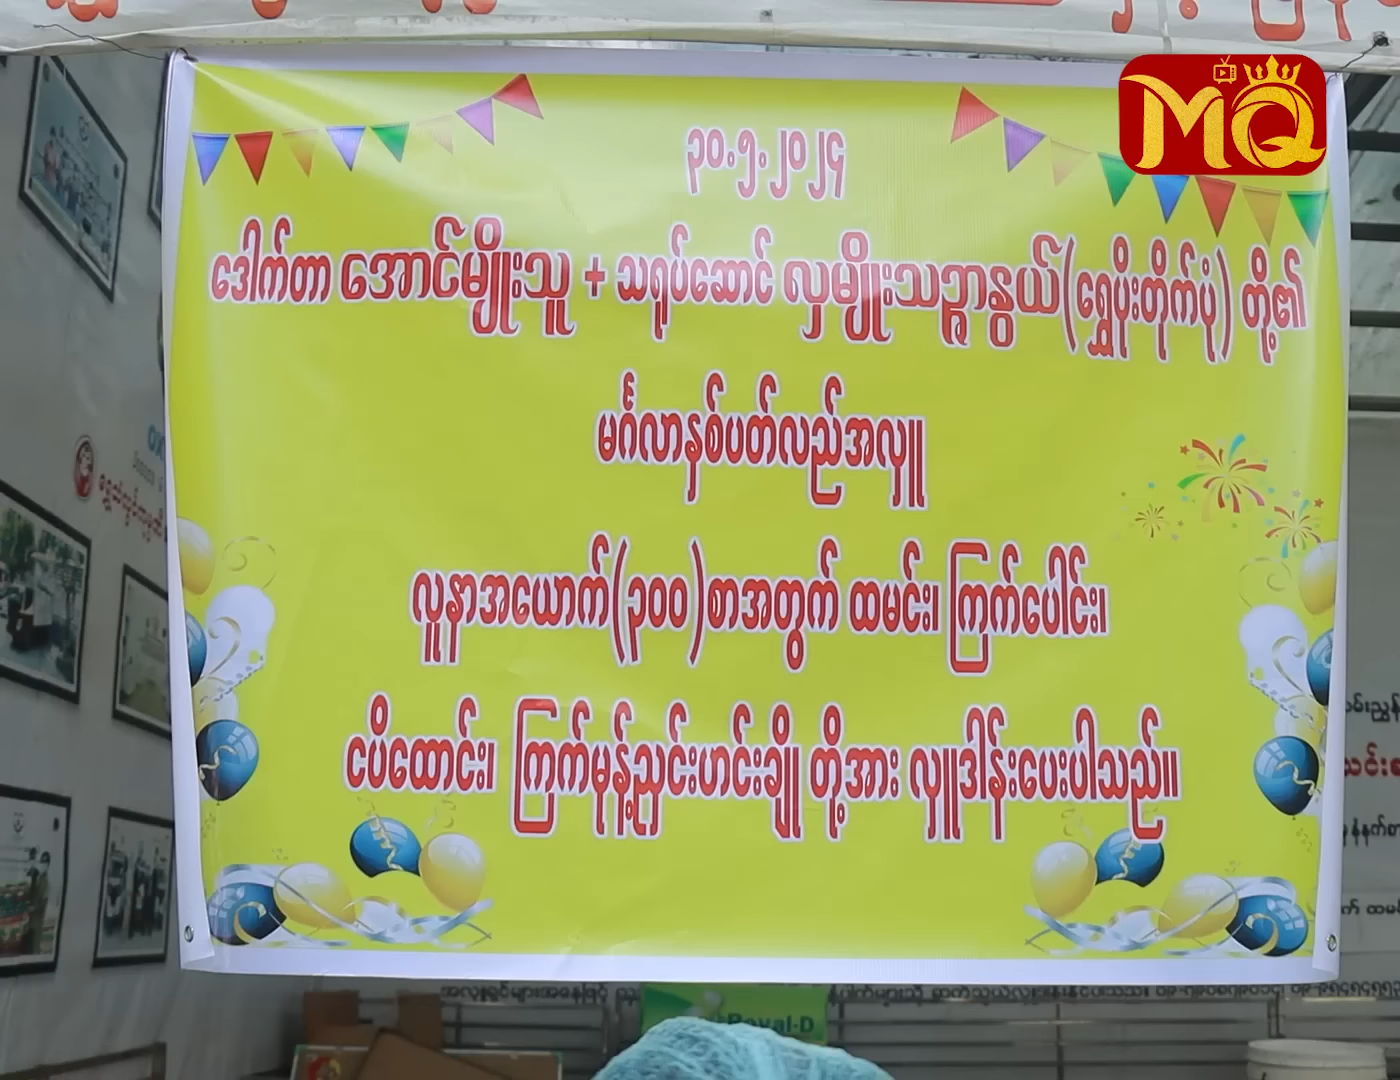 MQ
၃၀.၅.၂၀၂၄
ဒေါက်တာ အောင်မျိုးသူ + သရုပ်ဆောင် လှမျိုးသဉ္ဇာနွယ်(ရွှေပိုးတိုက်ပုံ) တို့၏
မင်္ဂလာနှစ်ပတ်လည်အလှူ
လူနာအယောက်(၃၀၀)စာအတွက် ထမင်း၊ ကြက်ပေါင်း၊
ငပိထောင်း၊ ကြက်မုန့်ညှင်းဟင်းချို တို့အား လှူဒါန်းပေးပါသည်။
Royal-D